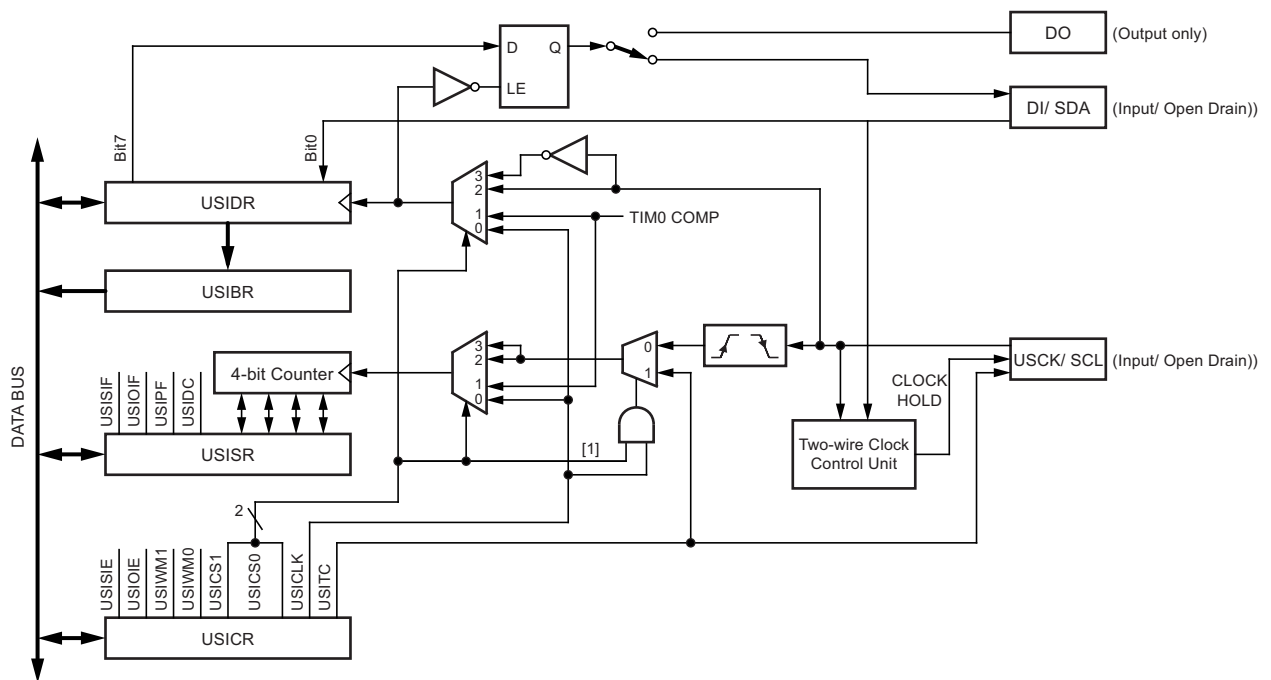 D
Q
LE
DO
(Output only)
DI/ SDA
(Input/ Open Drain))
Bit7
Bit0
3
2
1
0
USIDR
TIM0 COMP
USIBR
DATA BUS
4-bit Counter
3
2
1
0
0
1
USCK/ SCL
(Input/ Open Drain))
CLOCK
HOLD
USISIF
USIOIF
USIPF
USIDC
USISR
[1]
Two-wire Clock
Control Unit
2
USISIE
USIOIE
USIWM1
USIWM0
USICS1
USICS0
USICLK
USITC
USICR